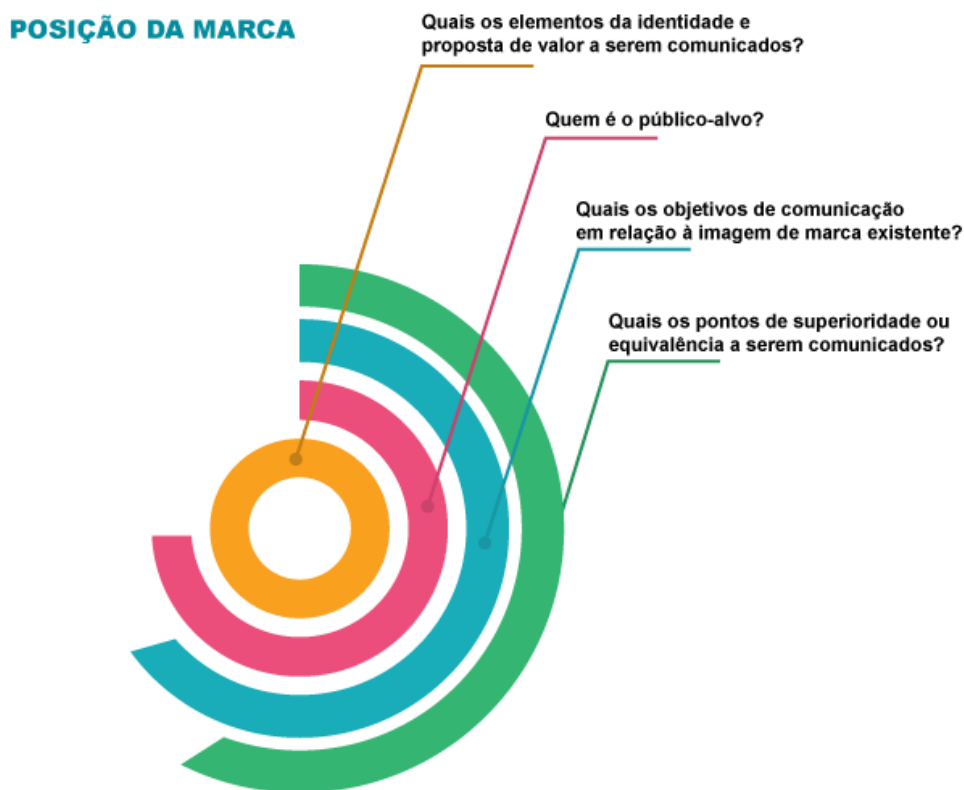 POSIÇÃO DA MARCA
Quais os elementos da identidade e
proposta de valor a serem comunicados?
Quem é o público-alvo?
Quais os objetivos de comunicação
em relação à imagem de marca existente?
Quais os pontos de superioridade ou
equivalência a serem comunicados?